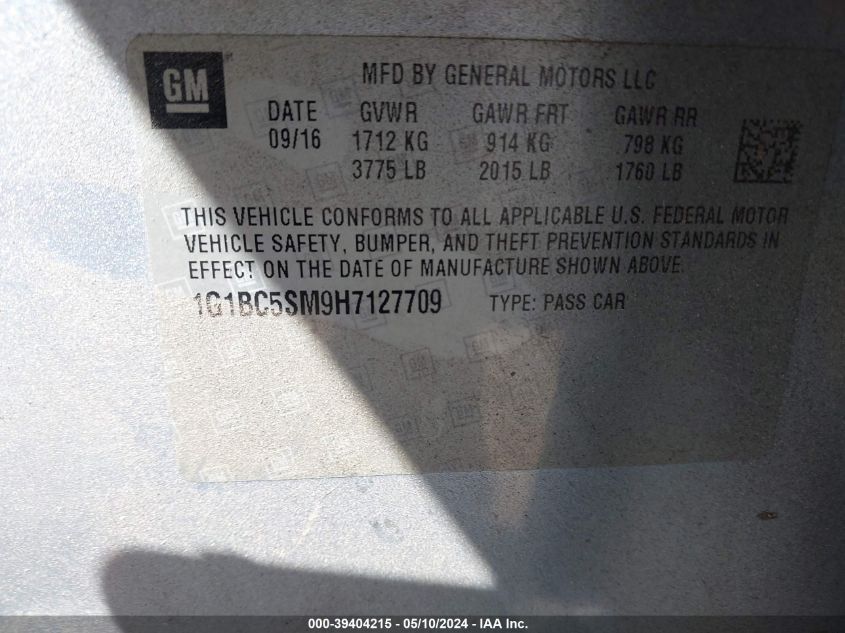 GM MFD BY GENERAL MOTORS LLC
DATE GVWR GAWR FRT GAWR RR
09/16 1712 KG 914 KG 798 KG
3775 LB 2015 LB 1760 LB
THIS VEHICLE CONFORMS TO ALL APPLICABLE U.S. FEDERAL MOTOR
VEHICLE SAFETY, BUMPER, AND THEFT PREVENTION STANDARDS IN
EFFECT ON THE DATE OF MANUFACTURE SHOWN ABOVE.
1G1BC5SM9H7127709 TYPE: PASS CAR
000-39404215 - 05/10/2024 - IAA Inc.